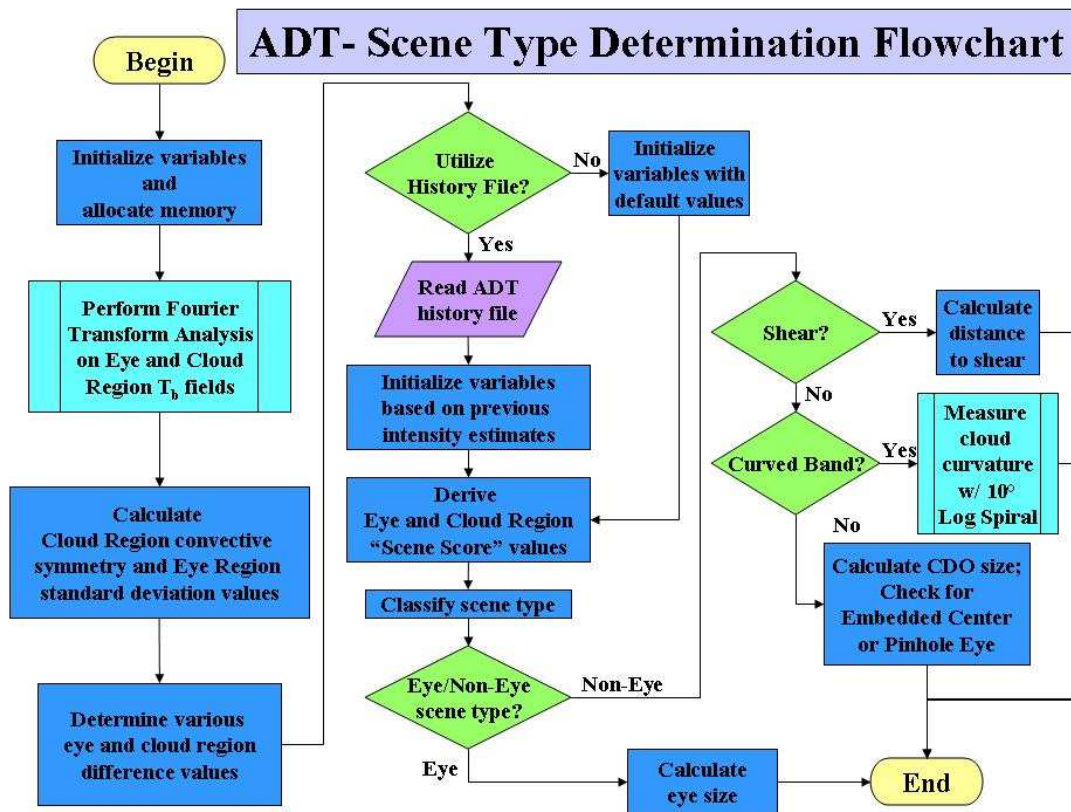 ADT- Scene Type Determination Flowchart
Begin
Initialize variables
and
allocate memory
Perform Fourier
Transform Analysis
on Eye and Cloud
Region Tb fields
Calculate
Cloud Region convective
symmetry and Eye Region
standard deviation values
Determine various
eye and cloud region
difference values
Utilize
History File?
No
Initialize
variables with
default values
Yes
Read ADT
history file
Initialize variables
based on previous
intensity estimates
Derive
Eye and Cloud Region
“Scene Score” values
Classify scene type
Eye/Non-Eye
scene type?
Non-Eye
Eye
Calculate
eye size
Shear?
Yes
Calculate
distance
to shear
No
Curved Band?
Yes
Measure
cloud
curvature
w/ 10°
Log Spiral
No
Calculate CDO size;
Check for
Embedded Center
or Pinhole Eye
End